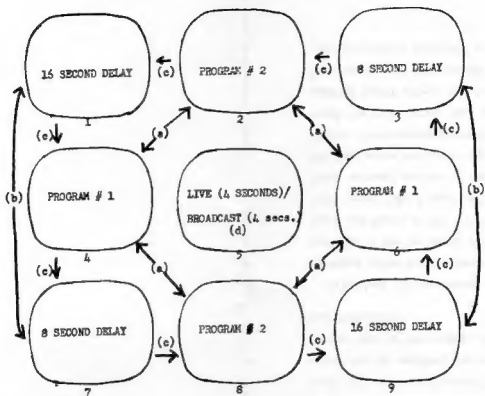 16 SECOND DELAY
1
(c)
PROGRAM # 2
2
(c)
8 SECOND DELAY
3
(c)
(a)
(a)
(c)
(b)
PROGRAM # 1
4
LIVE (4 SECONDS)/
BROADCAST (4 secs.)
(d)
5
PROGRAM # 1
6
(b)
(c)
(a)
(a)
(c)
8 SECOND DELAY
7
(c)
PROGRAM # 2
8
(c)
16 SECOND DELAY
9